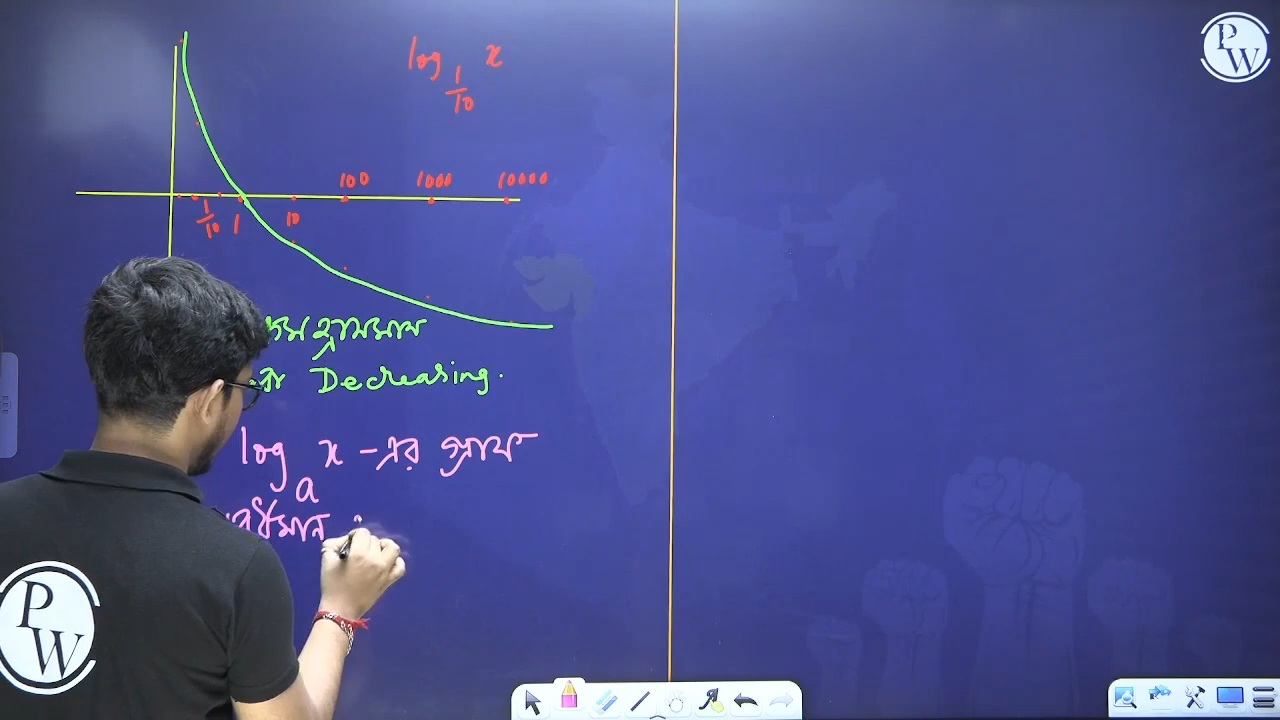 log 1/10 x
100 1000 10000
1/10 1 10
ক্রমহ্রাসমান
বা Decreasing.
log a x -এর গ্রাফ
PW
PW